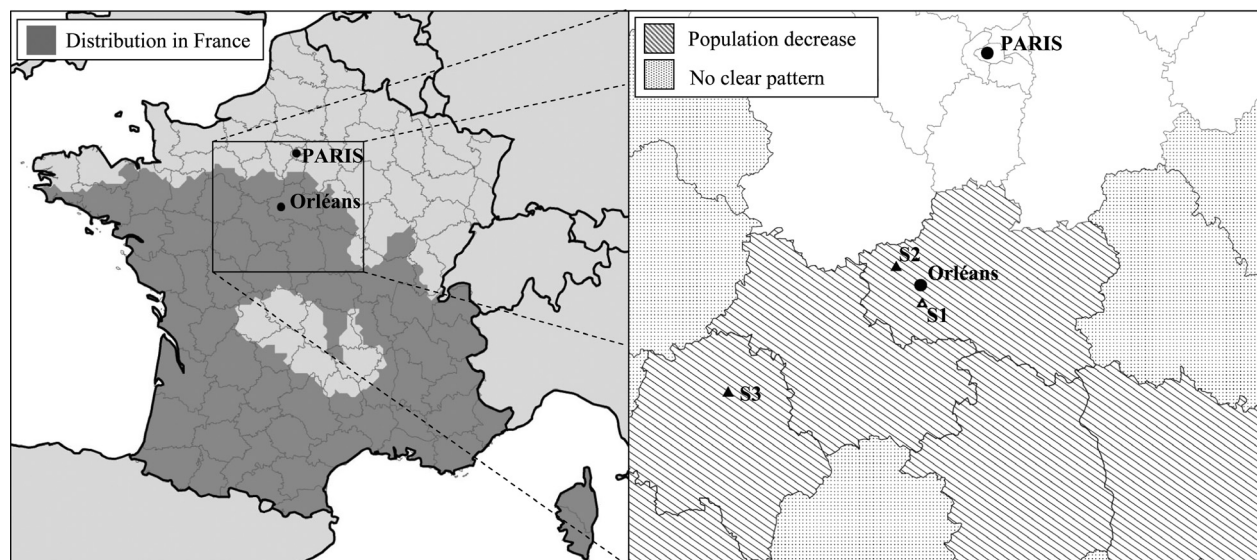 Distribution in France
PARIS
Orléans
Population decrease
No clear pattern
PARIS
S2
Orléans
S1
S3